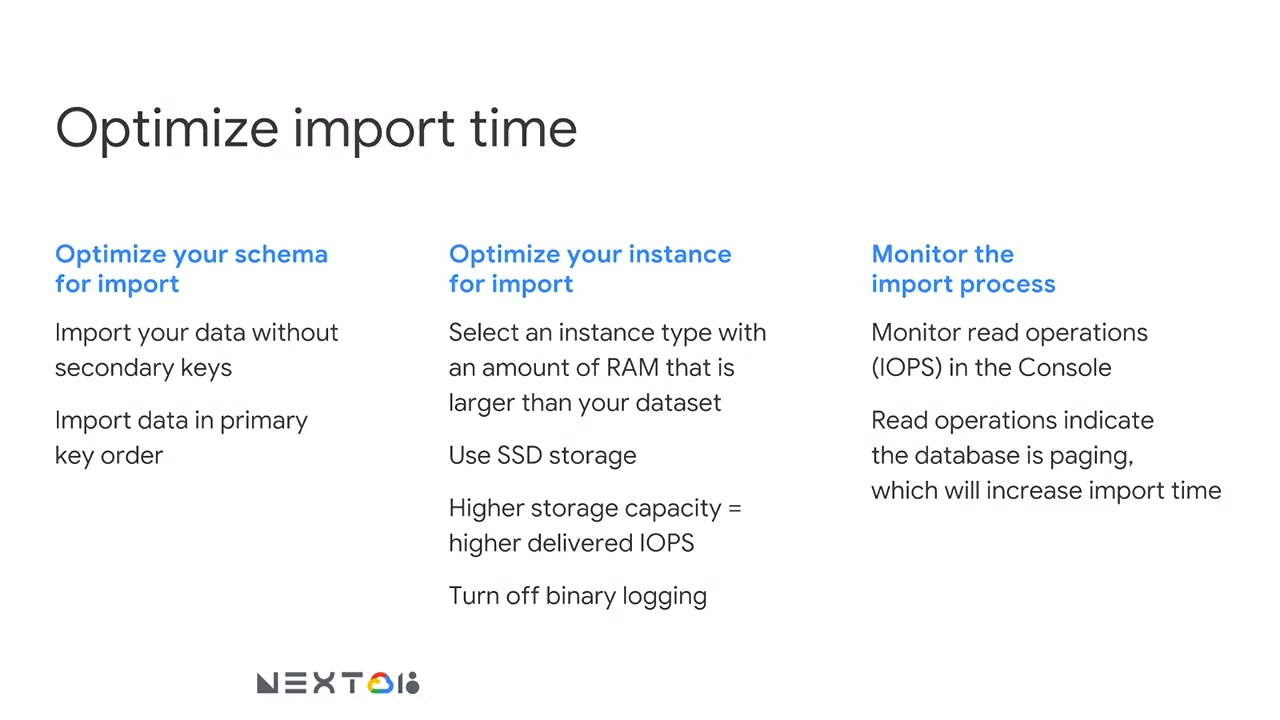 Optimize import time
Optimize your schema
for import
Import your data without
secondary keys
Import data in primary
key order
Optimize your instance
for import
Select an instance type with
an amount of RAM that is
larger than your dataset
Use SSD storage
Higher storage capacity =
higher delivered IOPS
Turn off binary logging
Monitor the
import process
Monitor read operations
(IOPS) in the Console
Read operations indicate
the database is paging,
which will increase import time
NEXT 18